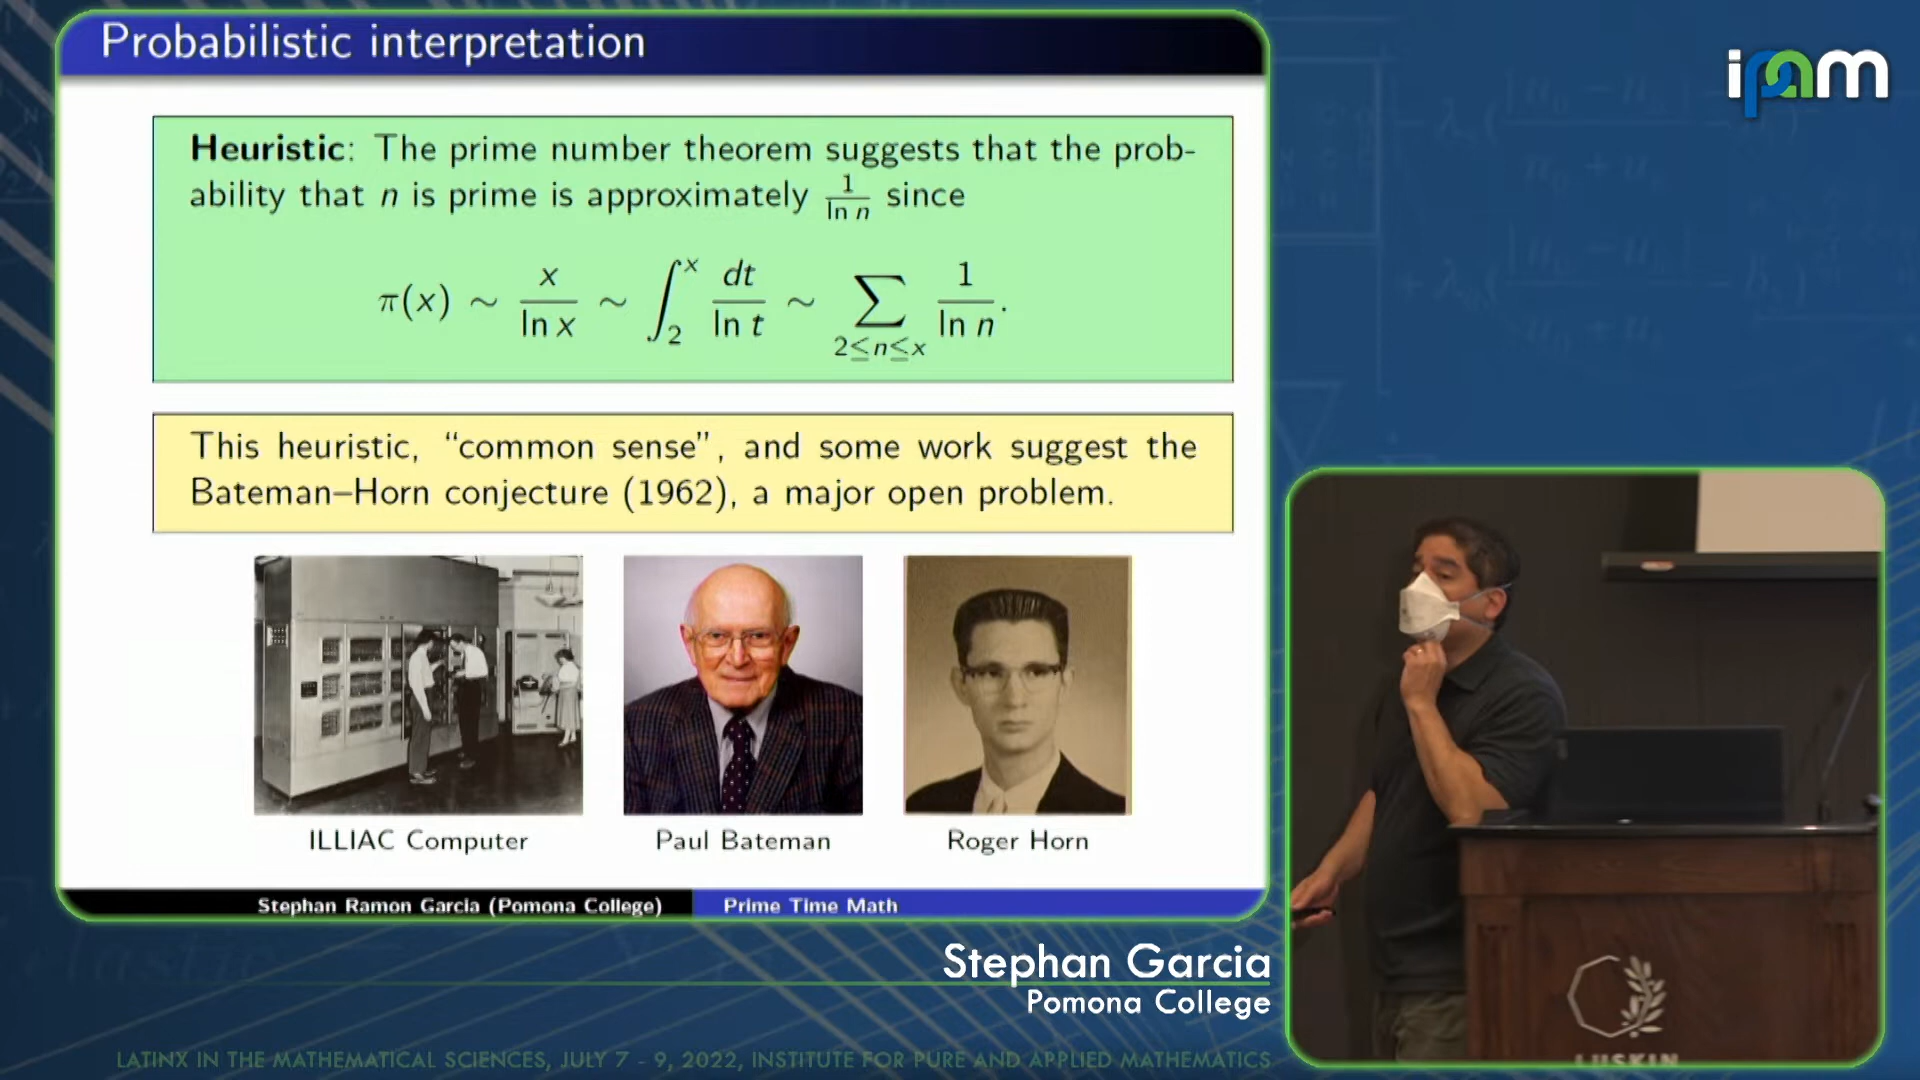 Probabilistic interpretation
ipam
Heuristic: The prime number theorem suggests that the prob-
ability that n is prime is approximately 1/ln n since
π(x) ∼ x/ln x ∼ ∫_2^x dt/ln t ∼ ∑_{2≤n≤x} 1/ln n.
This heuristic, “common sense”, and some work suggest the
Bateman–Horn conjecture (1962), a major open problem.
ILLIAC Computer
Paul Bateman
Roger Horn
Stephan Ramon Garcia (Pomona College)
Prime Time Math
Stephan Garcia
Pomona College
LATINX IN THE MATHEMATICAL SCIENCES, JULY 7 - 9, 2022, INSTITUTE FOR PURE AND APPLIED MATHEMATICS
LUSKIN